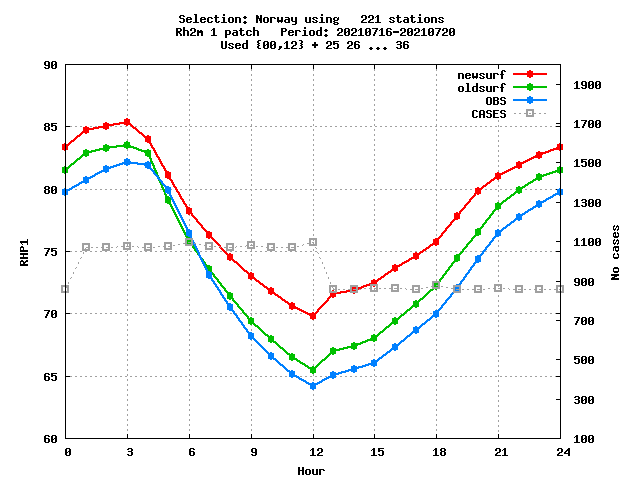 Selection: Norway using   221 stations
Rh2m 1 patch   Period: 20210716-20210720
Used {00,12} + 25 26 ... 36
newsurf
oldsurf
OBS
CASES
90
85
80
75
70
65
60
RHP1
1900
1700
1500
1300
1100
900
700
500
300
100
No cases
0 3 6 9 12 15 18 21 24
Hour